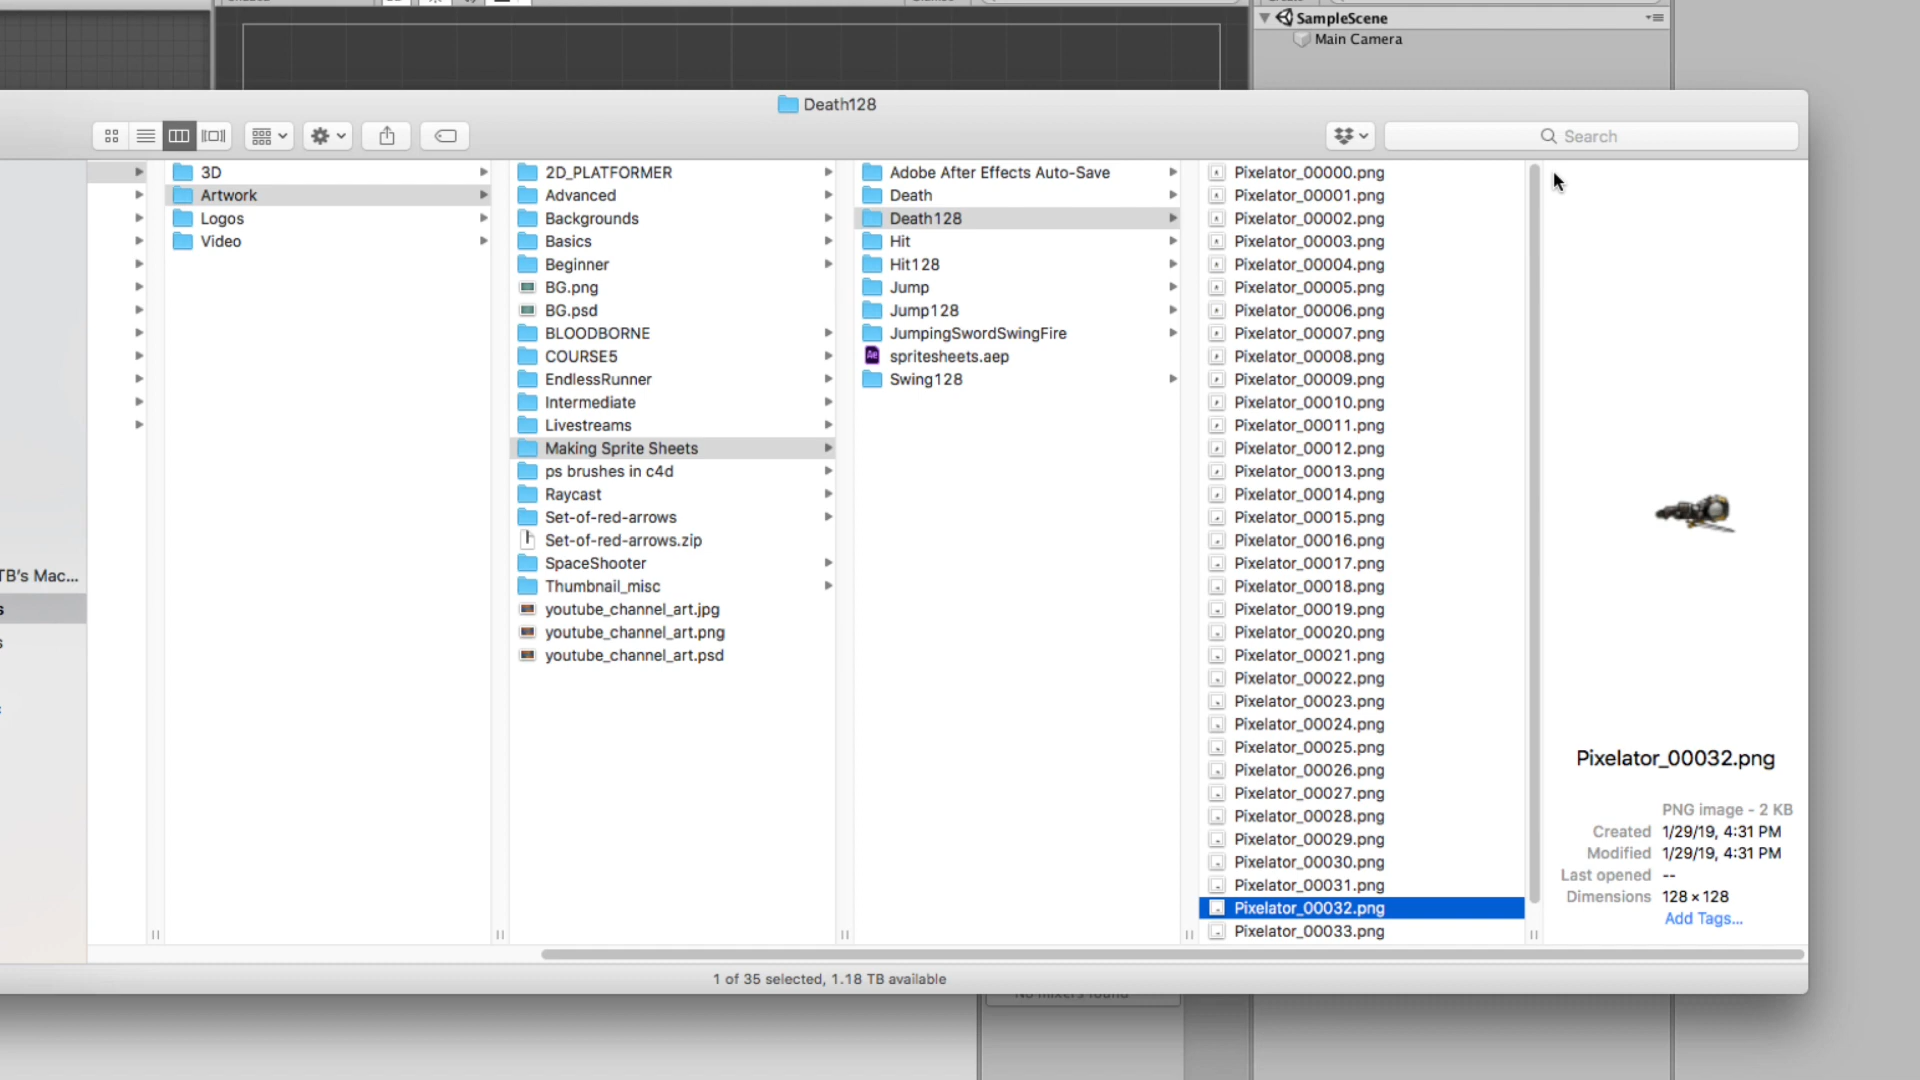 SampleScene
Main Camera
Death128
Search
3D
Artwork
Logos
Video
2D_PLATFORMER
Advanced
Backgrounds
Basics
Beginner
BG.png
BG.psd
BLOODBORNE
COURSE5
EndlessRunner
Intermediate
Livestreams
Making Sprite Sheets
ps brushes in c4d
Raycast
Set-of-red-arrows
Set-of-red-arrows.zip
SpaceShooter
Thumbnail_misc
youtube_channel_art.jpg
youtube_channel_art.png
youtube_channel_art.psd
Adobe After Effects Auto-Save
Death
Death128
Hit
Hit128
Jump
Jump128
JumpingSwordSwingFire
Ae
spritesheets.aep
Swing128
Pixelator_00000.png
Pixelator_00001.png
Pixelator_00002.png
Pixelator_00003.png
Pixelator_00004.png
Pixelator_00005.png
Pixelator_00006.png
Pixelator_00007.png
Pixelator_00008.png
Pixelator_00009.png
Pixelator_00010.png
Pixelator_00011.png
Pixelator_00012.png
Pixelator_00013.png
Pixelator_00014.png
Pixelator_00015.png
Pixelator_00016.png
Pixelator_00017.png
Pixelator_00018.png
Pixelator_00019.png
Pixelator_00020.png
Pixelator_00021.png
Pixelator_00022.png
Pixelator_00023.png
Pixelator_00024.png
Pixelator_00025.png
Pixelator_00026.png
Pixelator_00027.png
Pixelator_00028.png
Pixelator_00029.png
Pixelator_00030.png
Pixelator_00031.png
Pixelator_00032.png
Pixelator_00033.png
TB's Mac...
s
s
Pixelator_00032.png
PNG image - 2 KB
Created 1/29/19, 4:31 PM
Modified 1/29/19, 4:31 PM
Last opened --
Dimensions 128 × 128
Add Tags...
1 of 35 selected, 1.18 TB available